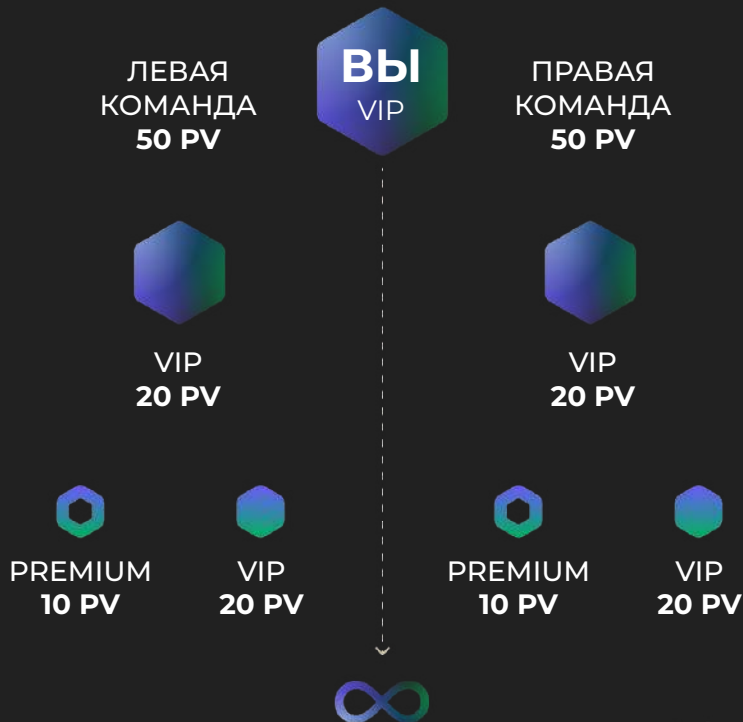 ВЫ
VIP
ЛЕВАЯ
КОМАНДА
50 PV
ПРАВАЯ
КОМАНДА
50 PV
VIP
20 PV
VIP
20 PV
PREMIUM
10 PV
VIP
20 PV
PREMIUM
10 PV
VIP
20 PV